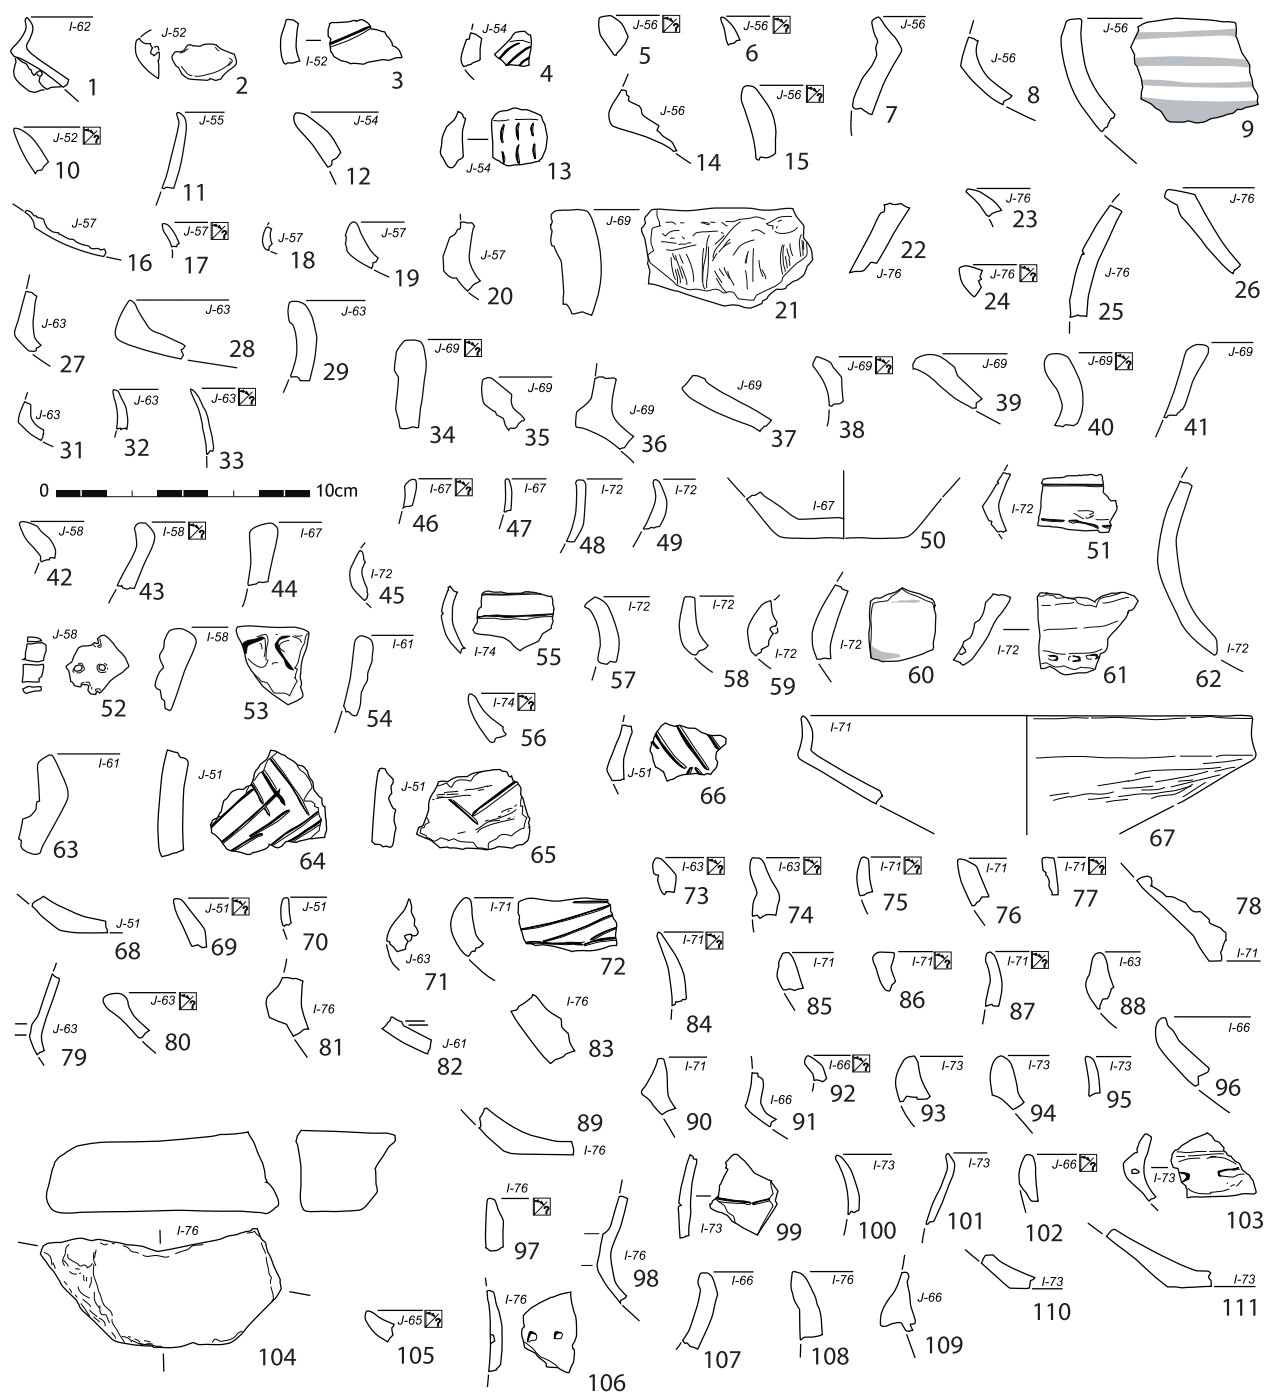 I-62 1
J-52 2
I-52 3
J-54 4
J-56 ? 5
J-56 ? 6
J-56 7
J-56 8
J-56 9
J-52 ? 10
J-55 11
J-54 12
J-54 13
J-56 14
J-56 ? 15
J-57 16
J-57 ? 17
J-57 18
J-57 19
J-57 20
J-69 21
J-76 22
J-76 23
J-76 ? 24
J-76 25
J-76 26
J-63 27
J-63 28
J-63 29
J-63 31
J-63 32
J-63 ? 33
J-69 ? 34
J-69 35
J-69 36
J-69 37
J-69 ? 38
J-69 39
J-69 ? 40
J-69 41
0 10cm
J-58 42
I-58 ? 43
I-67 44
I-72 45
I-67 ? 46
I-67 47
I-72 48
I-72 49
I-67 50
I-72 51
J-58 52
I-58 53
I-61 54
I-74 55
I-74 ? 56
I-72 57
I-72 58
I-72 59
I-72 60
I-72 61
I-72 62
I-61 63
J-51 64
J-51 65
J-51 66
I-71 67
J-51 68
J-51 ? 69
J-51 70
J-63 71
I-71 72
I-63 ? 73
I-63 ? 74
I-71 ? 75
I-71 76
I-71 ? 77
I-71 78
J-63 79
J-63 ? 80
I-76 81
J-61 82
I-76 83
I-71 ? 84
I-71 85
I-71 ? 86
I-71 ? 87
I-63 88
I-76 89
I-71 90
I-66 91
I-66 ? 92
I-73 93
I-73 94
I-73 95
I-66 96
I-76 ? 97
I-76 98
I-73 99
I-73 100
I-73 101
J-66 ? 102
I-73 103
I-76 104
J-65 ? 105
I-76 106
I-66 107
I-76 108
J-66 109
I-73 110
I-73 111